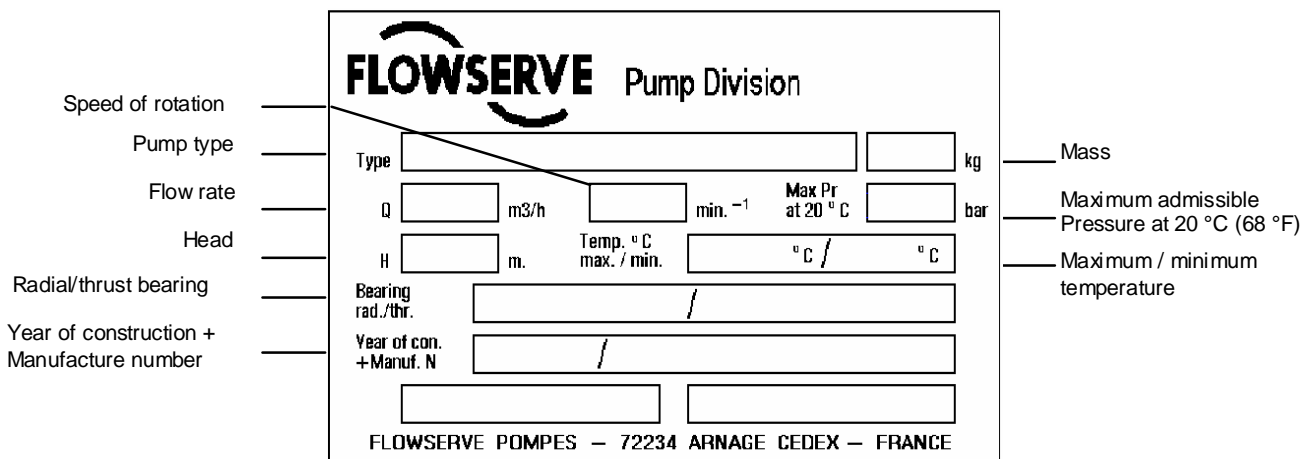 FLOWSERVE Pump Division
Speed of rotation
Pump type
Flow rate
Head
Radial/thrust bearing
Year of construction +
Manufacture number
Type kg
Q m3/h min. –1 Max Pr
at 20 °C bar
H m. Temp. °C
max. / min. °C / °C
Bearing
rad./thr. /
Year of con.
+Manuf. N /
FLOWSERVE POMPES – 72234 ARNAGE CEDEX – FRANCE
Mass
Maximum admissible
Pressure at 20 °C (68 °F)
Maximum / minimum
temperature